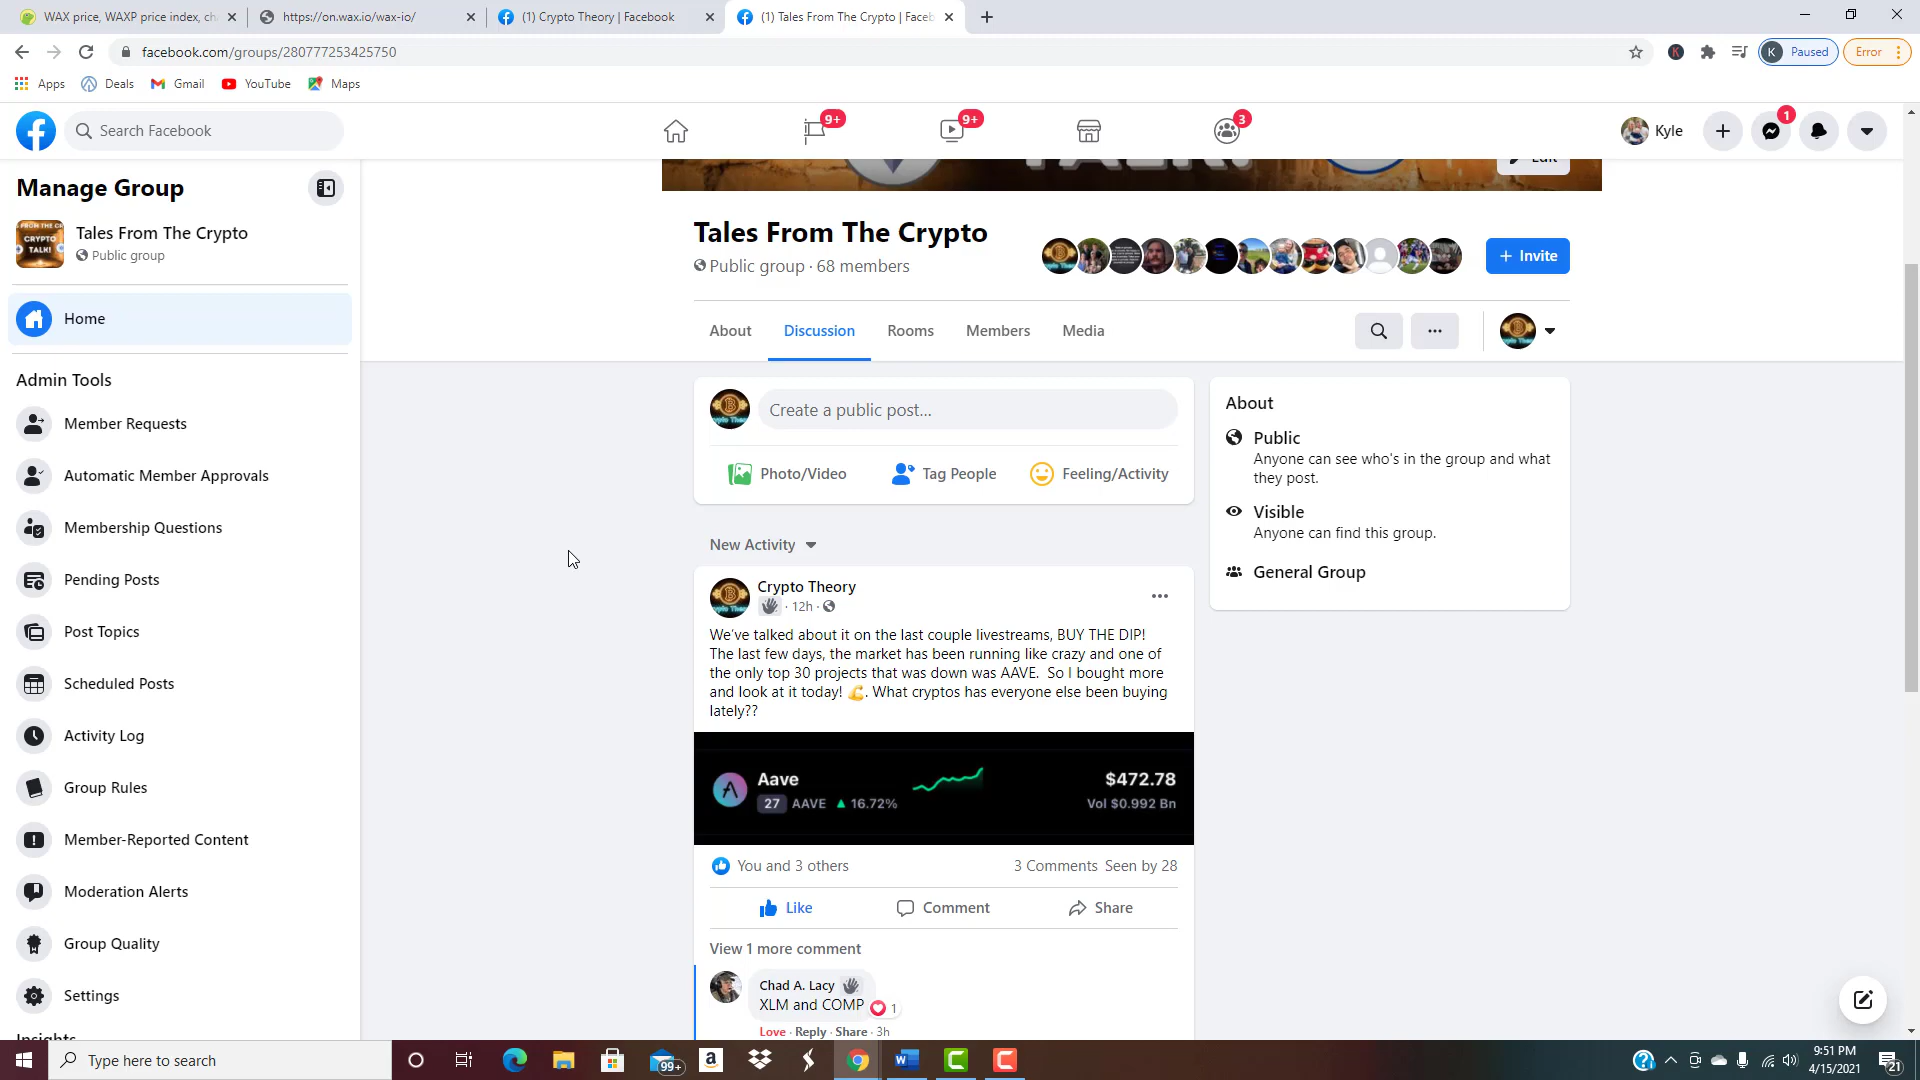 WAX price, WAXP price index, ch
https://on.wax.io/wax-io/
(1) Crypto Theory | Facebook
(1) Tales From The Crypto | Faceb
facebook.com/groups/280777253425750
K
K Paused
Error
Apps
Deals
Gmail
YouTube
Maps
Search Facebook
9+
9+
3
Kyle
1
Manage Group
Tales From The Crypto
Public group
Home
Admin Tools
Member Requests
Automatic Member Approvals
Membership Questions
Pending Posts
Post Topics
Scheduled Posts
Activity Log
Group Rules
Member-Reported Content
Moderation Alerts
Group Quality
Settings
Insights
CRYPTO
TALK!
TALK!
Edit
Tales From The Crypto
Public group · 68 members
+ Invite
About
Discussion
Rooms
Members
Media
Create a public post...
Photo/Video
Tag People
Feeling/Activity
New Activity
Crypto Theory
· 12h ·
We've talked about it on the last couple livestreams, BUY THE DIP!
The last few days, the market has been running like crazy and one of
the only top 30 projects that was down was AAVE. So I bought more
and look at it today! 💪. What cryptos has everyone else been buying
lately??
Aave
27 AAVE ▲ 16.72%
$472.78
Vol $0.992 Bn
You and 3 others
3 Comments Seen by 28
Like
Comment
Share
View 1 more comment
Chad A. Lacy
XLM and COMP
1
Love · Reply · Share · 3h
About
Public
Anyone can see who's in the group and what
they post.
Visible
Anyone can find this group.
General Group
Type here to search
99+
9:51 PM
4/15/2021
21